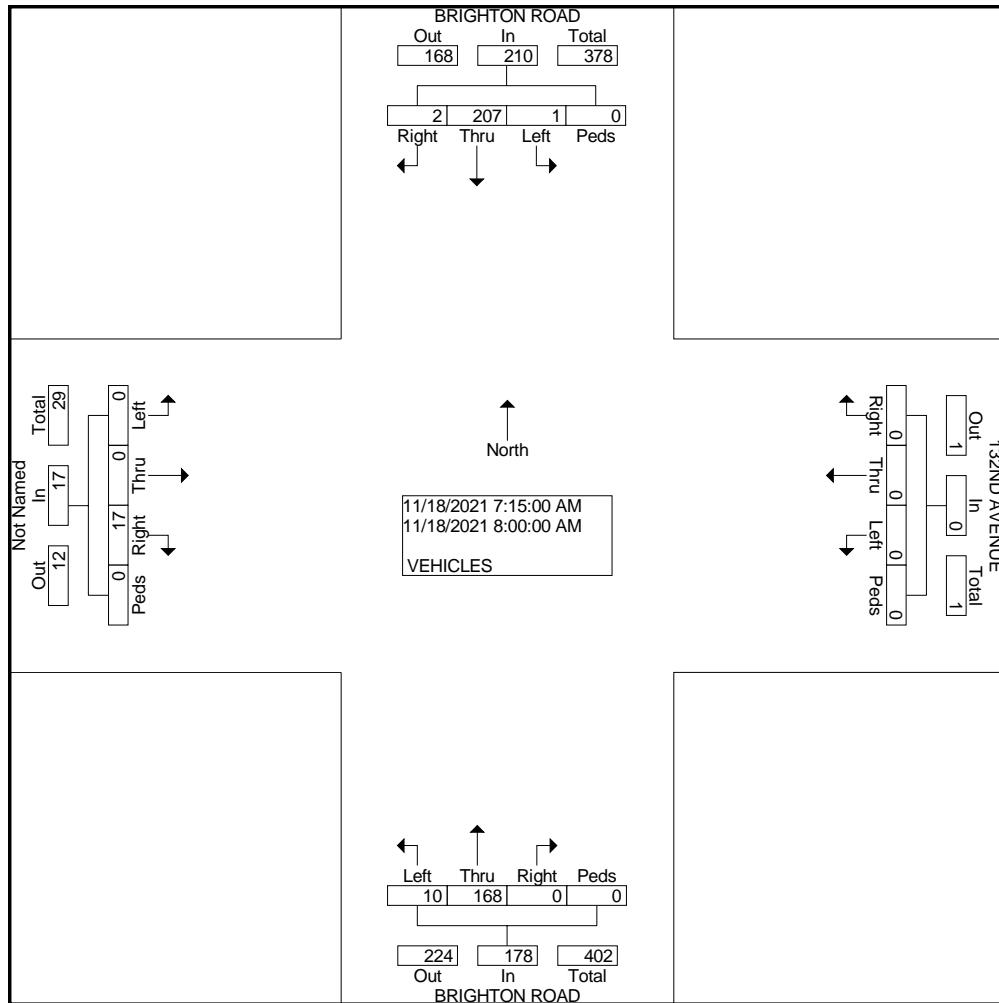 BRIGHTON ROAD
Out In Total
168 210 378
2 207 1 0
Right Thru Left Peds
Not Named
Total In Out
29 17 12
0 0 17 0
Left Thru Right Peds
North
11/18/2021 7:15:00 AM
11/18/2021 8:00:00 AM
VEHICLES
132ND AVENUE
Out In Total
1 0 1
0 0 0 0
Right Thru Left Peds
Left Thru Right Peds
10 168 0 0
224 178 402
Out In Total
BRIGHTON ROAD